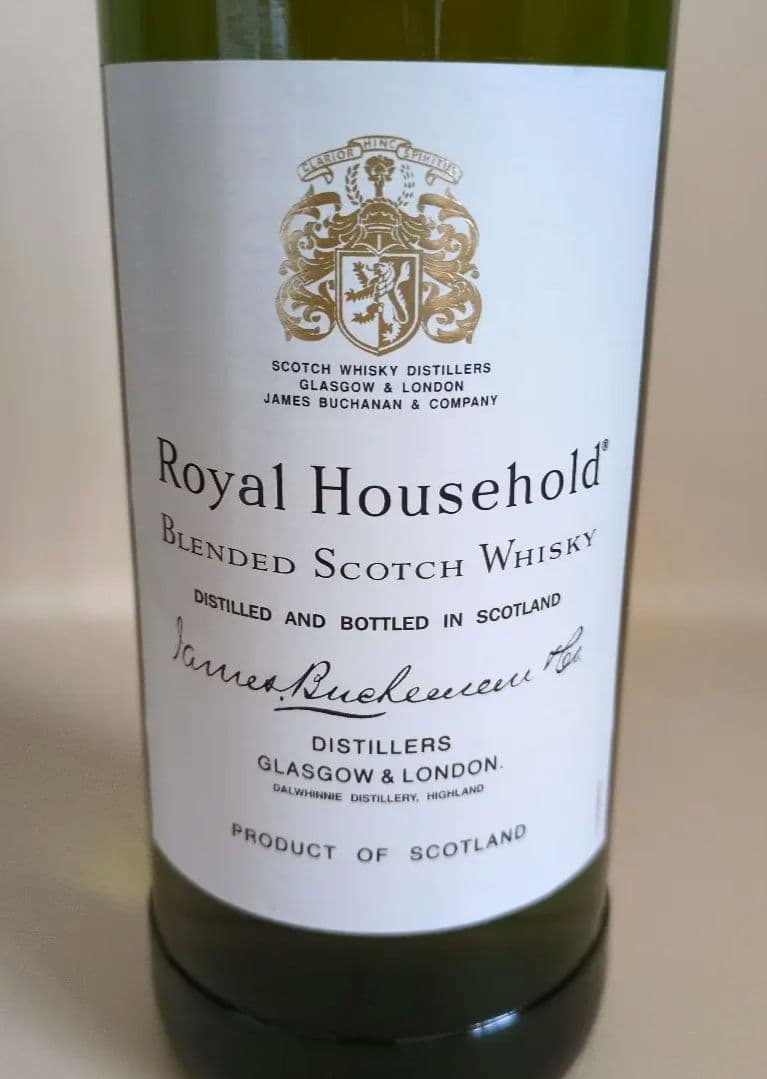 CLARIOR HINC SPIRITUS
SCOTCH WHISKY DISTILLERS
GLASGOW & LONDON
JAMES BUCHANAN & COMPANY
Royal Household®
BLENDED SCOTCH WHISKY
DISTILLED AND BOTTLED IN SCOTLAND
James Buchanan & Co.
DISTILLERS
GLASGOW & LONDON.
DALWHINNIE DISTILLERY, HIGHLAND
PRODUCT OF SCOTLAND